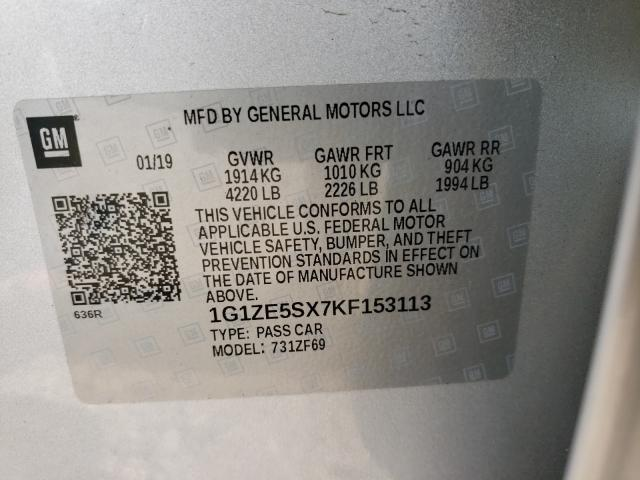 GM
MFD BY GENERAL MOTORS LLC
01/19
GVWR GAWR FRT GAWR RR
1914 KG 1010 KG 904 KG
4220 LB 2226 LB 1994 LB
THIS VEHICLE CONFORMS TO ALL
APPLICABLE U.S. FEDERAL MOTOR
VEHICLE SAFETY, BUMPER, AND THEFT
PREVENTION STANDARDS IN EFFECT ON
THE DATE OF MANUFACTURE SHOWN
ABOVE.
636R
1G1ZE5SX7KF153113
TYPE: PASS CAR
MODEL: 731ZF69